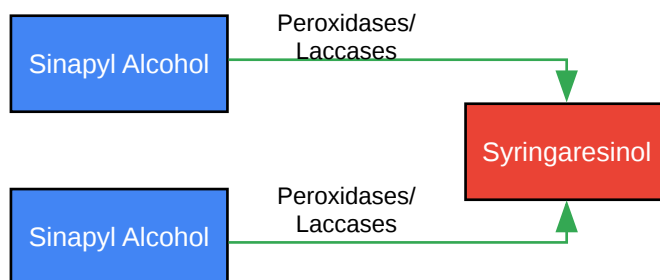 Peroxidases/
Laccases
Sinapyl Alcohol
Syringaresinol
Peroxidases/
Laccases
Sinapyl Alcohol